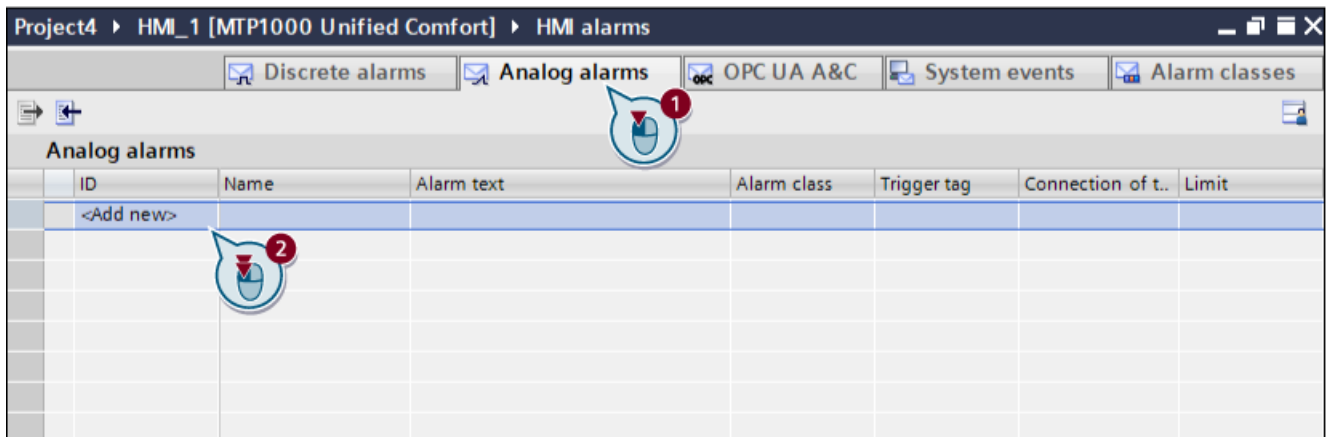 Project4 ▸ HMI_1 [MTP1000 Unified Comfort] ▸ HMI alarms
Discrete alarms Analog alarms OPC UA A&C System events Alarm classes
1
Analog alarms
ID Name Alarm text Alarm class Trigger tag Connection of t.. Limit
<Add new>
2